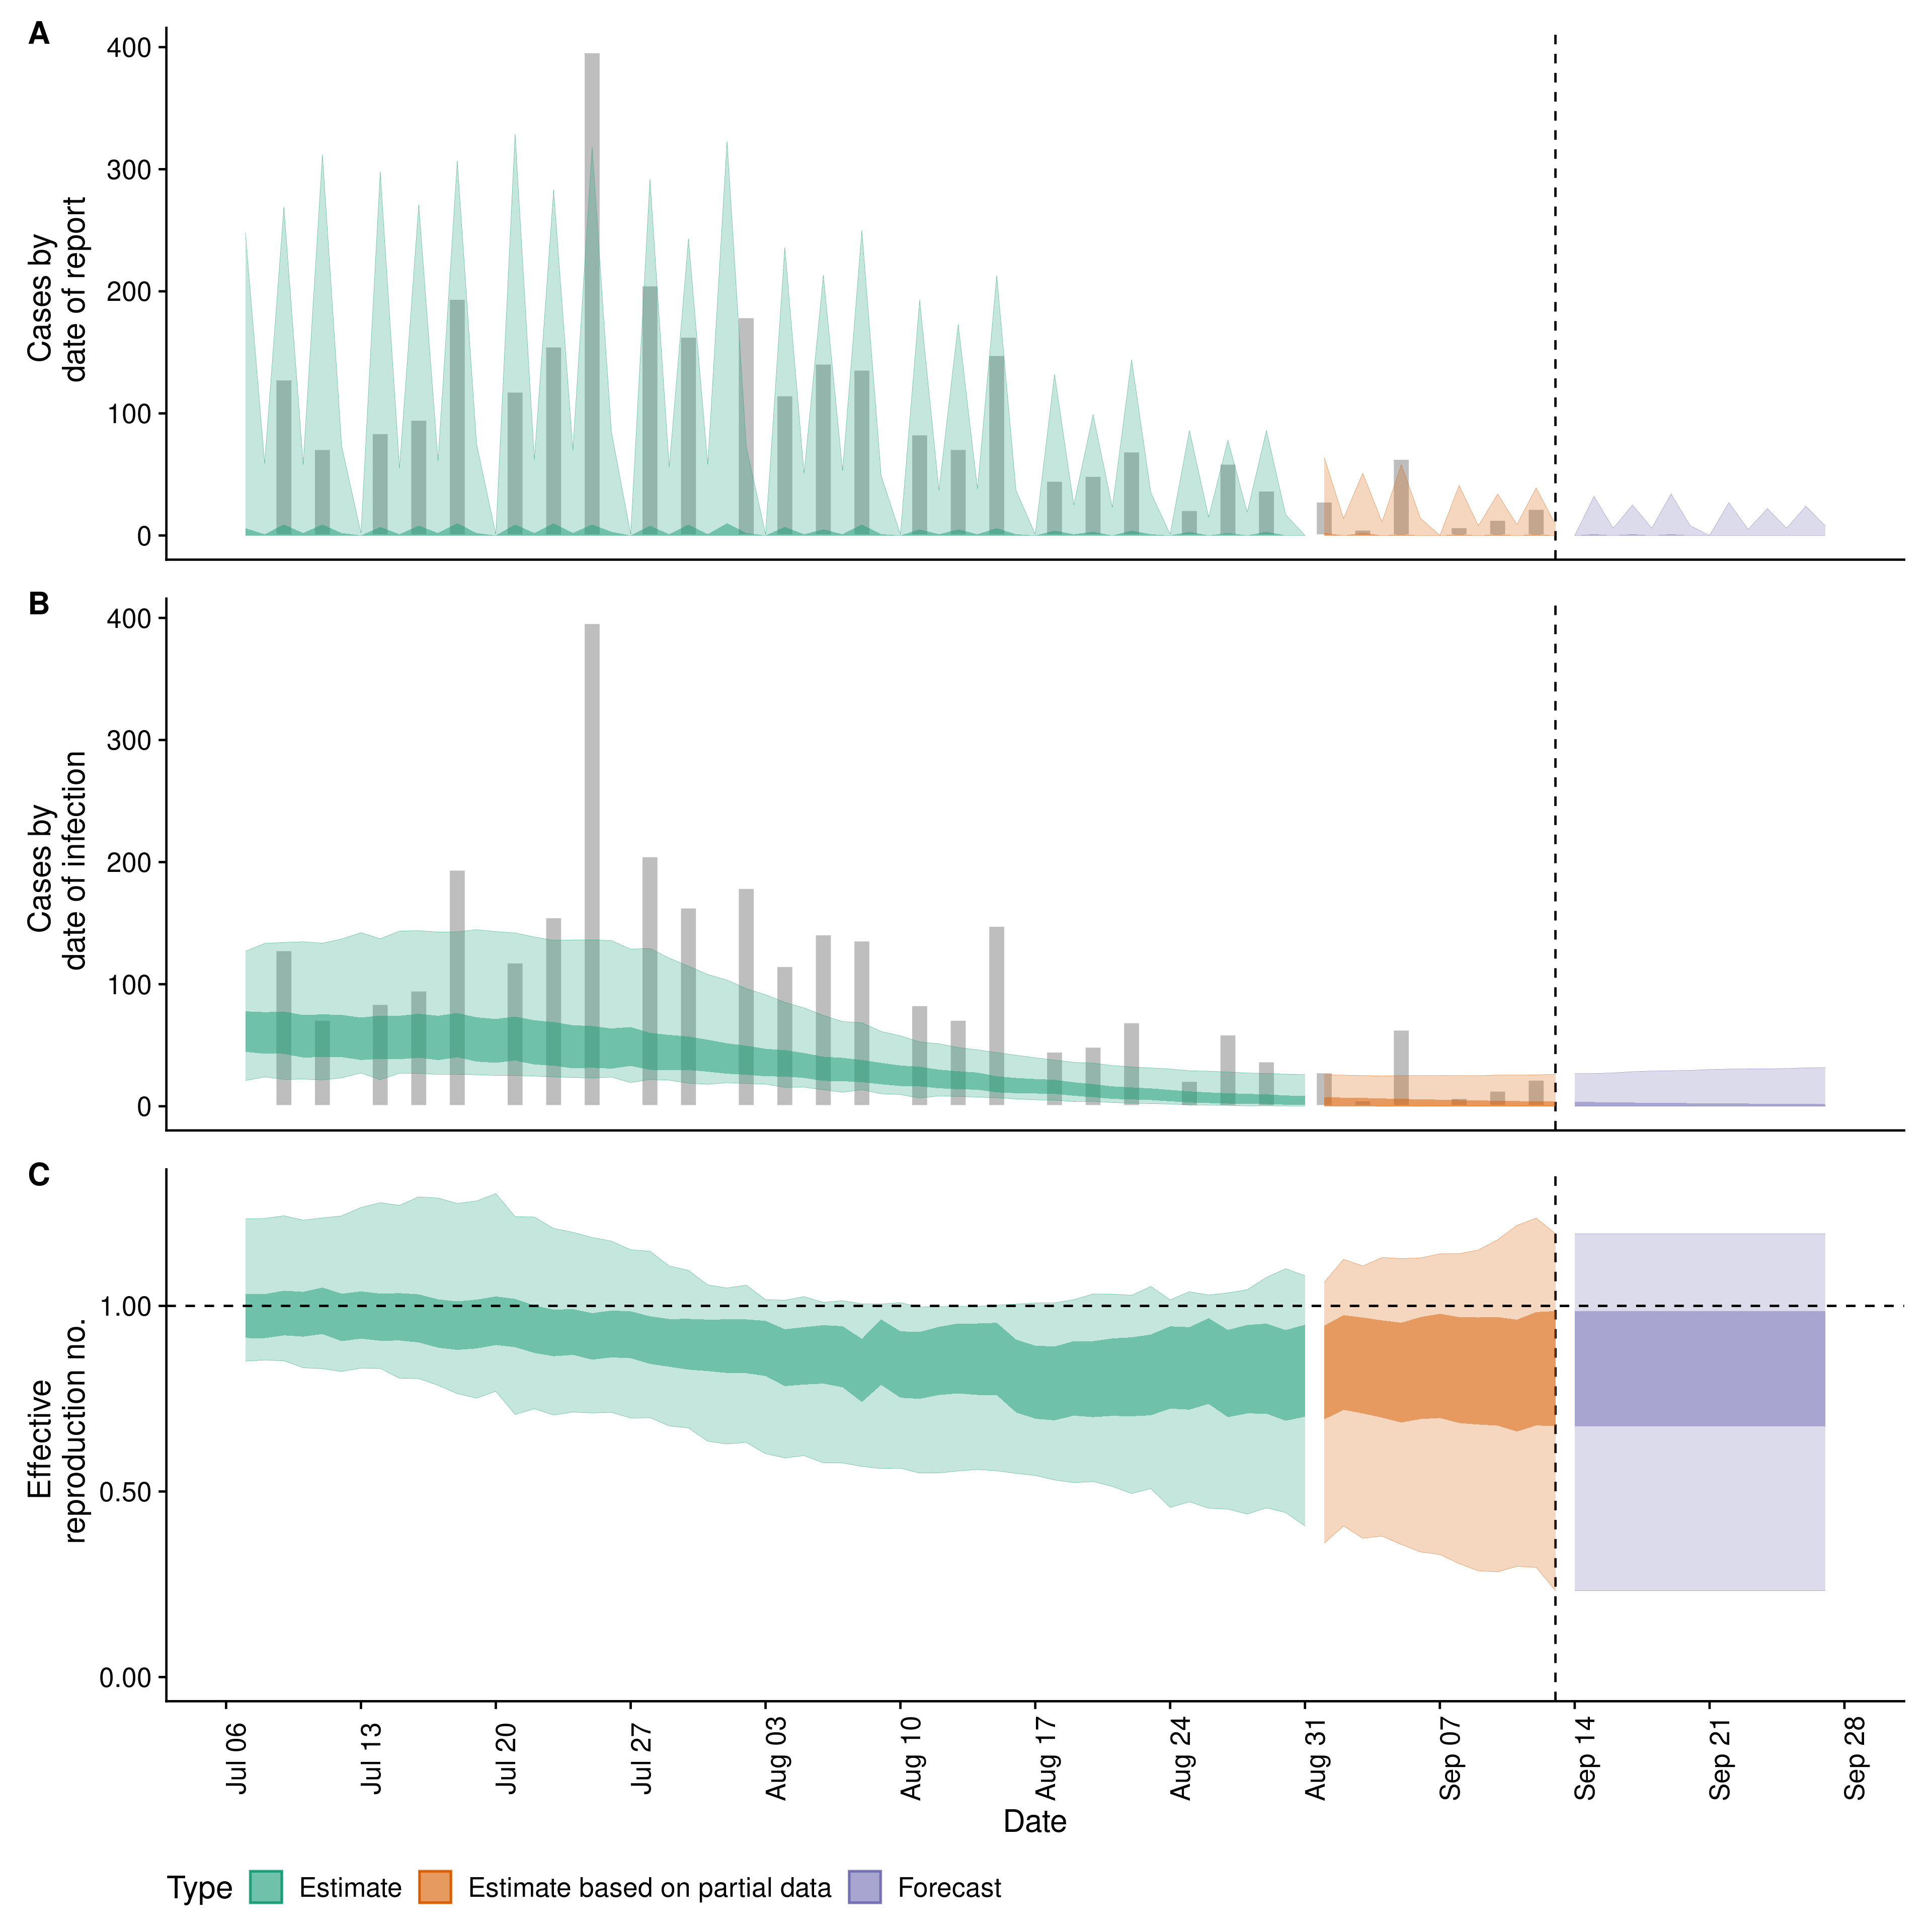 A
400
300
200
100
0
Cases by
date of report
B
400
300
200
100
0
Cases by
date of infection
C
1.00
0.50
0.00
Effective
reproduction no.
Jul 06
Jul 13
Jul 20
Jul 27
Aug 03
Aug 10
Aug 17
Aug 24
Aug 31
Sep 07
Sep 14
Sep 21
Sep 28
Date
Type Estimate Estimate based on partial data Forecast